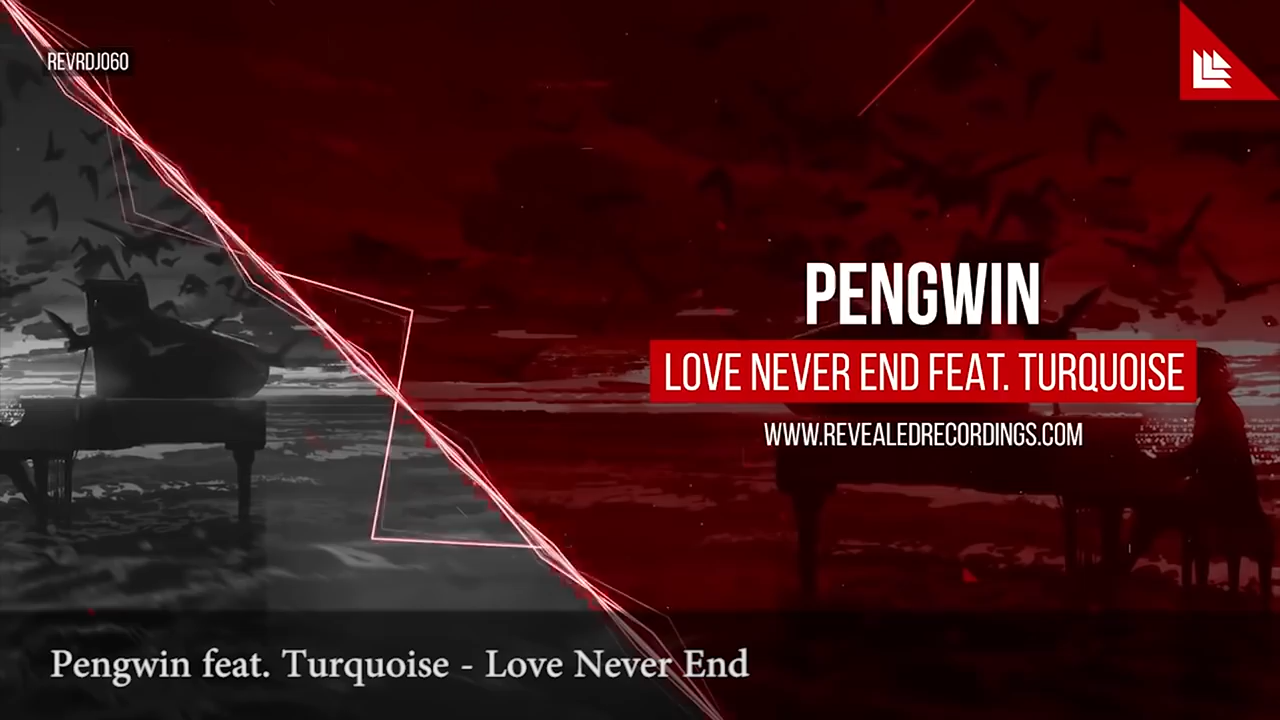 REVRDJ060
PENGWIN
LOVE NEVER END FEAT. TURQUOISE
WWW.REVEALEDRECORDINGS.COM
Pengwin feat. Turquoise - Love Never End